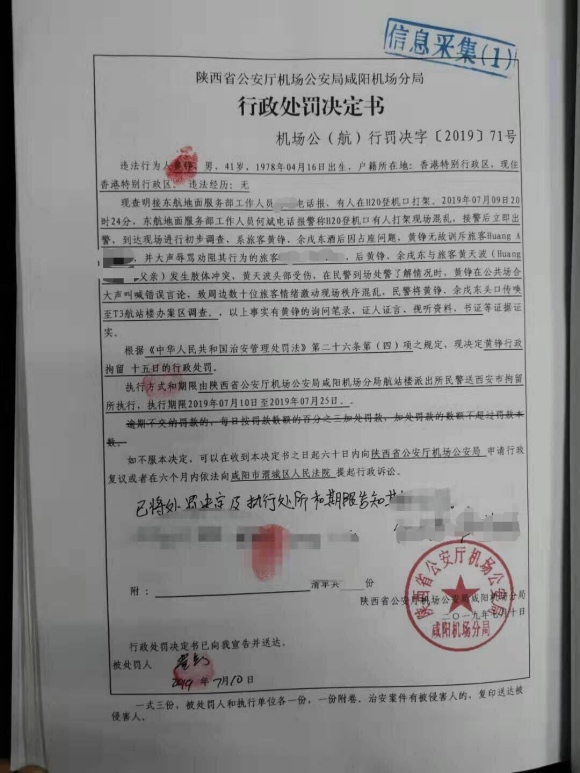 信息采集(1)
陕西省公安厅机场公安局咸阳机场分局
行政处罚决定书
机场公（航）行罚决字〔2019〕71号
违法行为人黄铮，男，41岁，1978年04月16日出生，户籍所在地：香港特别行政区，现住
香港特别行政区。违法经历：无
现查明接东航地面服务部工作人员 电话报，有人在H20登机口打架。2019年07月09日20
时24分，东航地面服务部工作人员何斌电话报警称H20登机口有人打架现场混乱，接警后立即出
警，到达现场进行初步调查，系旅客黄铮、余戌东酒后因占座问题，黄铮无故训斥旅客Huang A
，并大声辱骂劝阻其行为的旅客 ，后黄铮、余戌东与旅客黄天波（Huang
父亲）发生肢体冲突，黄天波头部受伤，在民警到场处警了解情况时，黄铮在公共场合
大声叫喊错误言论，致周边数十位旅客情绪激动现场秩序混乱，民警将黄铮、余戌东头口传唤
至T3航站楼办案区调查。，以上事实有黄铮的询问笔录、证人证言、视听资料、书证等证据证
实。
根据《中华人民共和国治安管理处罚法》第二十六条第（四）项之规定，现决定黄铮行政
拘留 十五日的行政处罚。
执行方式和期限由陕西省公安厅机场公安局咸阳机场分局航站楼派出所民警送西安市拘留
所执行，执行期限2019年07月10日至2019年07月25日。。
逾期不交纳罚款的，每日按罚款数额的百分之三加处罚款，加处罚款的数额不超过罚款本
数。
如不服本决定，可以在收到本决定书之日起六十日内向陕西省公安厅机场公安局 申请行政
复议或者在六个月内依法向咸阳市渭城区人民法院 提起行政诉讼。
已将处罚决定及执行处所和期限告知其
附： 清单共 份
陕西省公安厅机场公安局咸阳机场分局
二〇一九年七月十日
陕西省公安厅机场公安局
咸阳机场分局
行政处罚决定书已向我宣告并送达。
被处罚人 黄铮
2019 年 7月10日
一式三份，被处罚人和执行单位各一份，一份附卷。治安案件有被侵害人的，复印送达被
侵害人。